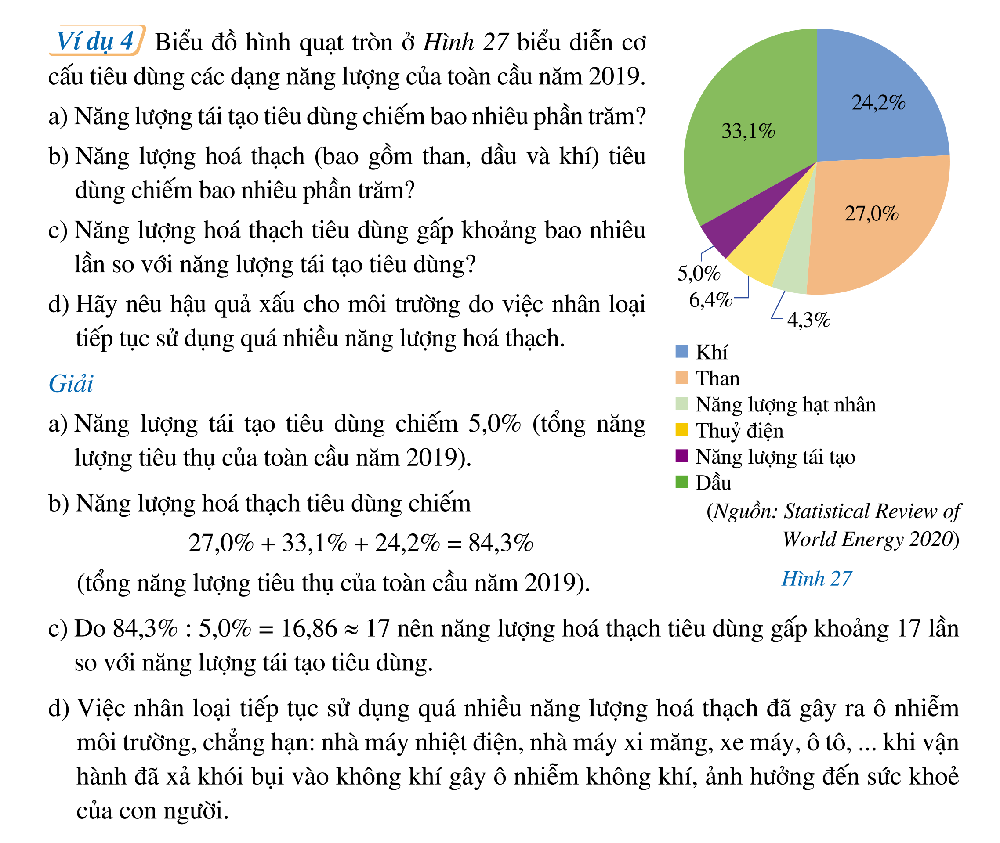 Ví dụ 4 Biểu đồ hình quạt tròn ở Hình 27 biểu diễn cơ
cấu tiêu dùng các dạng năng lượng của toàn cầu năm 2019.
a) Năng lượng tái tạo tiêu dùng chiếm bao nhiêu phần trăm?
b) Năng lượng hoá thạch (bao gồm than, dầu và khí) tiêu
dùng chiếm bao nhiêu phần trăm?
c) Năng lượng hoá thạch tiêu dùng gấp khoảng bao nhiêu
lần so với năng lượng tái tạo tiêu dùng?
d) Hãy nêu hậu quả xấu cho môi trường do việc nhân loại
tiếp tục sử dụng quá nhiều năng lượng hoá thạch.
24,2%
33,1%
27,0%
5,0%
6,4%
4,3%
Khí
Than
Năng lượng hạt nhân
Thuỷ điện
Năng lượng tái tạo
Dầu
(Nguồn: Statistical Review of
World Energy 2020)
Hình 27
Giải
a) Năng lượng tái tạo tiêu dùng chiếm 5,0% (tổng năng
lượng tiêu thụ của toàn cầu năm 2019).
b) Năng lượng hoá thạch tiêu dùng chiếm
27,0% + 33,1% + 24,2% = 84,3%
(tổng năng lượng tiêu thụ của toàn cầu năm 2019).
c) Do 84,3% : 5,0% = 16,86 ≈ 17 nên năng lượng hoá thạch tiêu dùng gấp khoảng 17 lần
so với năng lượng tái tạo tiêu dùng.
d) Việc nhân loại tiếp tục sử dụng quá nhiều năng lượng hoá thạch đã gây ra ô nhiễm
môi trường, chẳng hạn: nhà máy nhiệt điện, nhà máy xi măng, xe máy, ô tô, ... khi vận
hành đã xả khói bụi vào không khí gây ô nhiễm không khí, ảnh hưởng đến sức khoẻ
của con người.